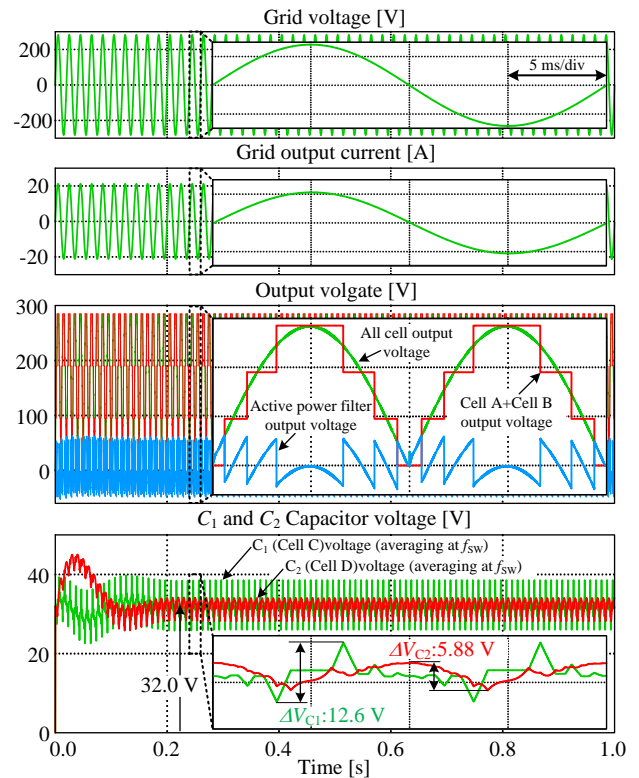 Grid voltage [V]
200
0
-200
5 ms/div
Grid output current [A]
20
0
-20
Output volgate [V]
300
200
100
0
All cell output
voltage
Active power filter
output voltage
Cell A+Cell B
output voltage
C1 and C2 Capacitor voltage [V]
60
40
20
0
C1 (Cell C)voltage (averaging at fsw)
C2 (Cell D)voltage (averaging at fsw)
32.0 V
ΔVC1:12.6 V
ΔVC2:5.88 V
0.0 0.2 0.4 0.6 0.8 1.0
Time [s]